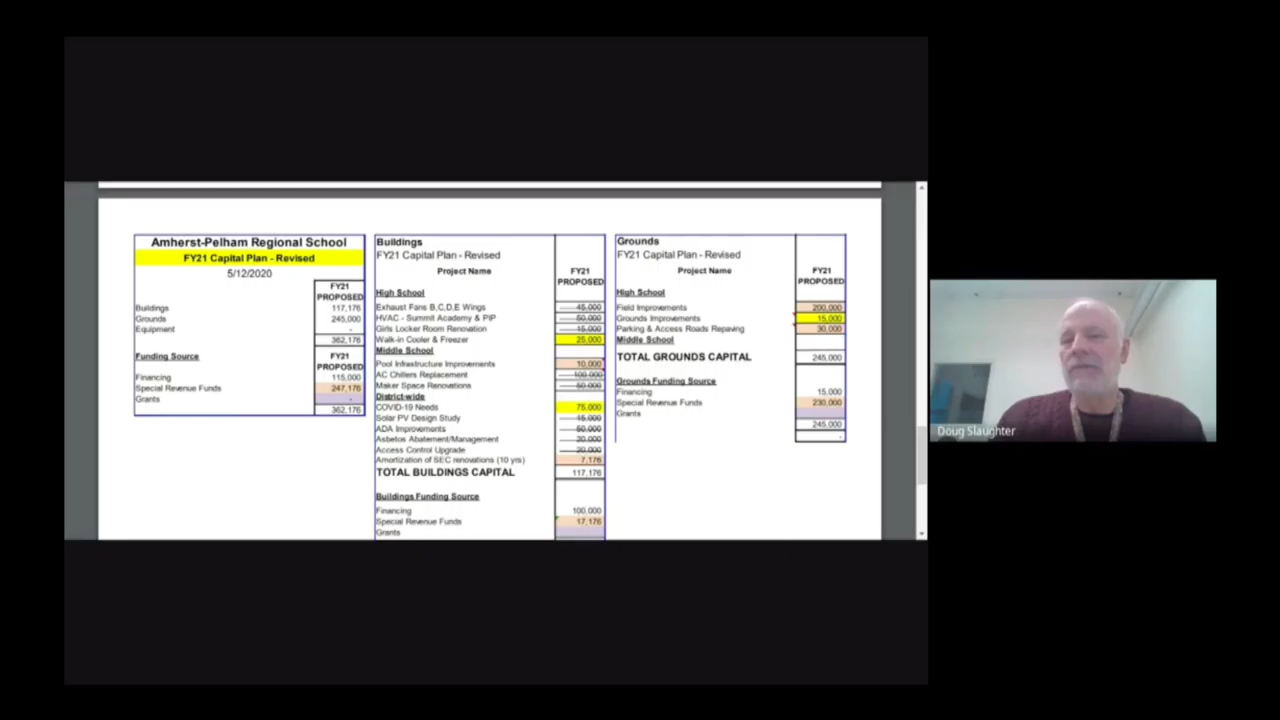 Amherst-Pelham Regional School
FY21 Capital Plan - Revised
5/12/2020
FY21
PROPOSED
Buildings 117,176
Grounds 245,000
Equipment -
362,176
Funding Source FY21
PROPOSED
Financing 115,000
Special Revenue Funds 247,176
Grants -
362,176
Buildings
FY21 Capital Plan - Revised
Project Name FY21
PROPOSED
High School
Exhaust Fans B,C,D,E Wings 45,000
HVAC - Summit Academy & PIP 50,000
Girls Locker Room Renovation 15,000
Walk-in Cooler & Freezer 25,000
Middle School
Pool Infrastructure Improvements 10,000
AC Chillers Replacement 100,000
Maker Space Renovations 50,000
District-wide
COVID-19 Needs 75,000
Solar PV Design Study 15,000
ADA Improvements 50,000
Asbetos Abatement/Management 20,000
Access Control Upgrade 20,000
Amortization of SEC renovations (10 yrs) 7,176
TOTAL BUILDINGS CAPITAL 117,176
Buildings Funding Source
Financing 100,000
Special Revenue Funds 17,176
Grants
Grounds
FY21 Capital Plan - Revised
Project Name FY21
PROPOSED
High School
Field Improvements 200,000
Grounds Improvements 15,000
Parking & Access Roads Repaving 30,000
Middle School
TOTAL GROUNDS CAPITAL 245,000
Grounds Funding Source
Financing 15,000
Special Revenue Funds 230,000
Grants
245,000
-
Doug Slaughter